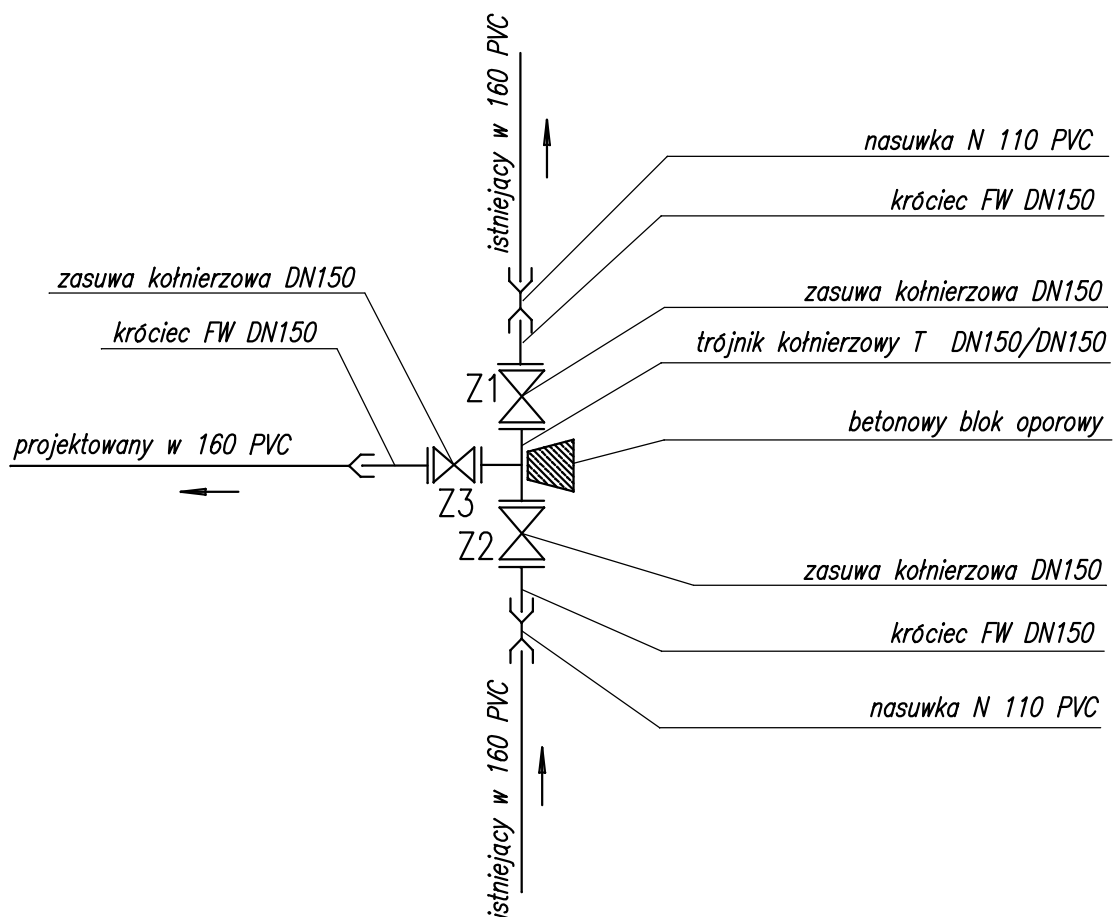 istniejący w 160 PVC
nasuwka N 110 PVC
króciec FW DN150
zasuwa kołnierzowa DN150
zasuwa kołnierzowa DN150
króciec FW DN150
trójnik kołnierzowy T DN150/DN150
Z1
betonowy blok oporowy
projektowany w 160 PVC
Z3
Z2
zasuwa kołnierzowa DN150
króciec FW DN150
nasuwka N 110 PVC
istniejący w 160 PVC